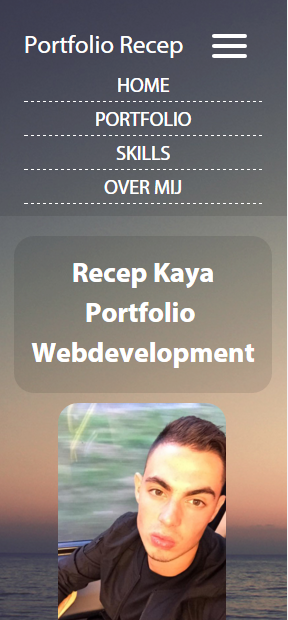 Portfolio Recep
HOME
PORTFOLIO
SKILLS
OVER MIJ
Recep Kaya
Portfolio
Webdevelopment